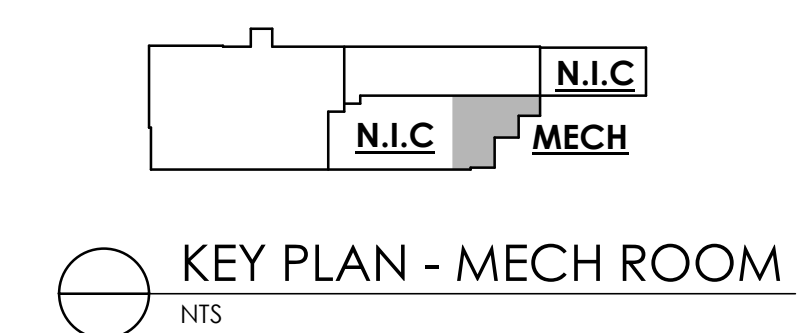 N.I.C
N.I.C
MECH
KEY PLAN - MECH ROOM
NTS